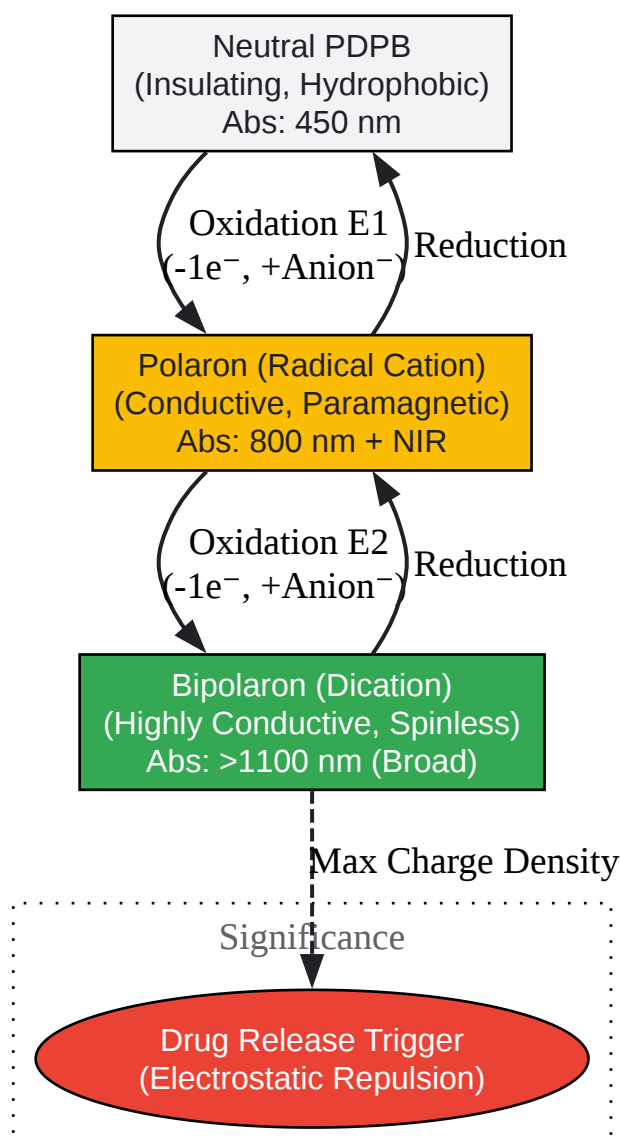 Neutral PDPB
(Insulating, Hydrophobic)
Abs: 450 nm
Oxidation E1
(-1e⁻, +Anion⁻)
Reduction
Polaron (Radical Cation)
(Conductive, Paramagnetic)
Abs: 800 nm + NIR
Oxidation E2
(-1e⁻, +Anion⁻)
Reduction
Bipolaron (Dication)
(Highly Conductive, Spinless)
Abs: >1100 nm (Broad)
Max Charge Density
Significance
Drug Release Trigger
(Electrostatic Repulsion)